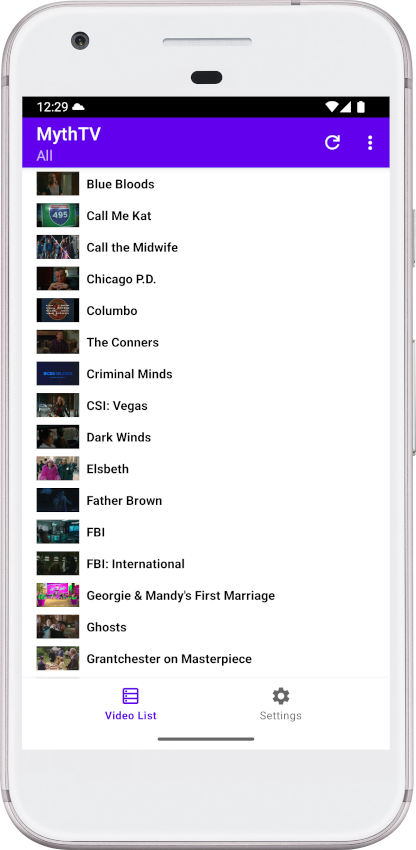 12:29
MythTV
All
Blue Bloods
495
Call Me Kat
Call the Midwife
Chicago P.D.
Columbo
The Conners
Criminal Minds
CSI: Vegas
Dark Winds
Elsbeth
Father Brown
FBI
FBI: International
Georgie & Mandy's First Marriage
Ghosts
Grantchester on Masterpiece
Video List
Settings